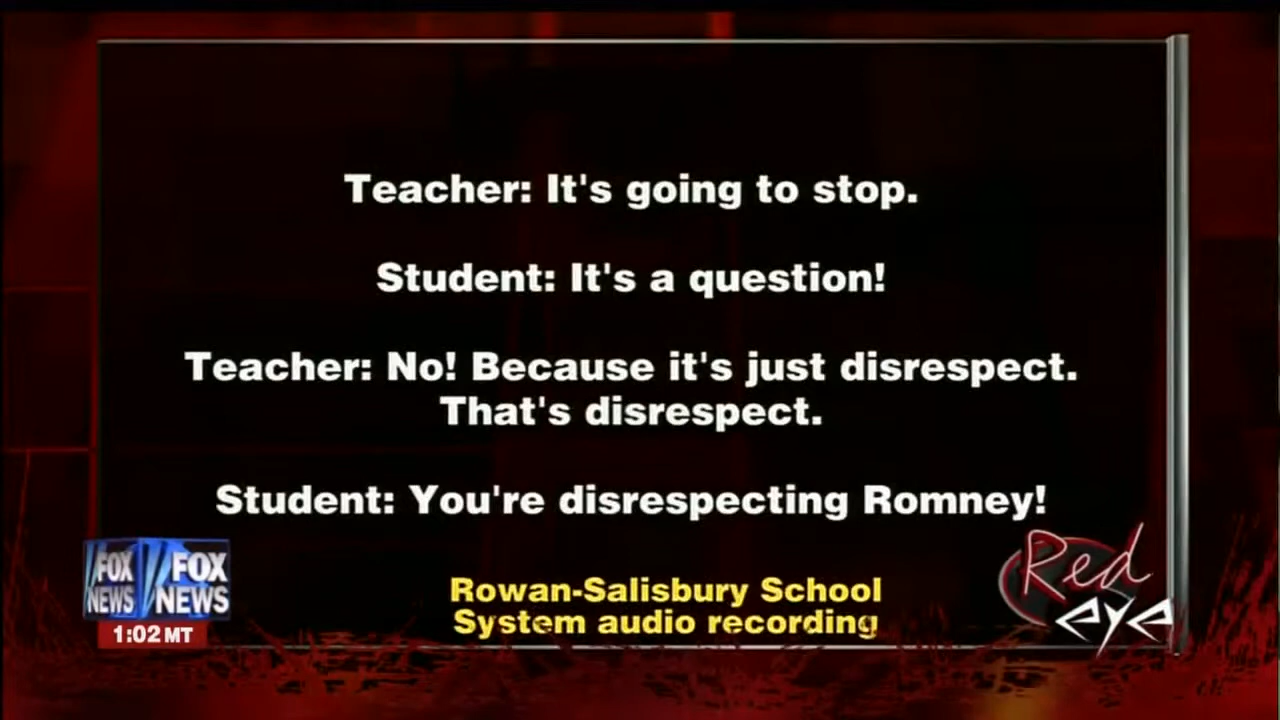 Teacher: It's going to stop.
Student: It's a question!
Teacher: No! Because it's just disrespect.
That's disrespect.
Student: You're disrespecting Romney!
Rowan-Salisbury School
System audio recording
FOX NEWS
FOX NEWS
1:02 MT
Red
eye